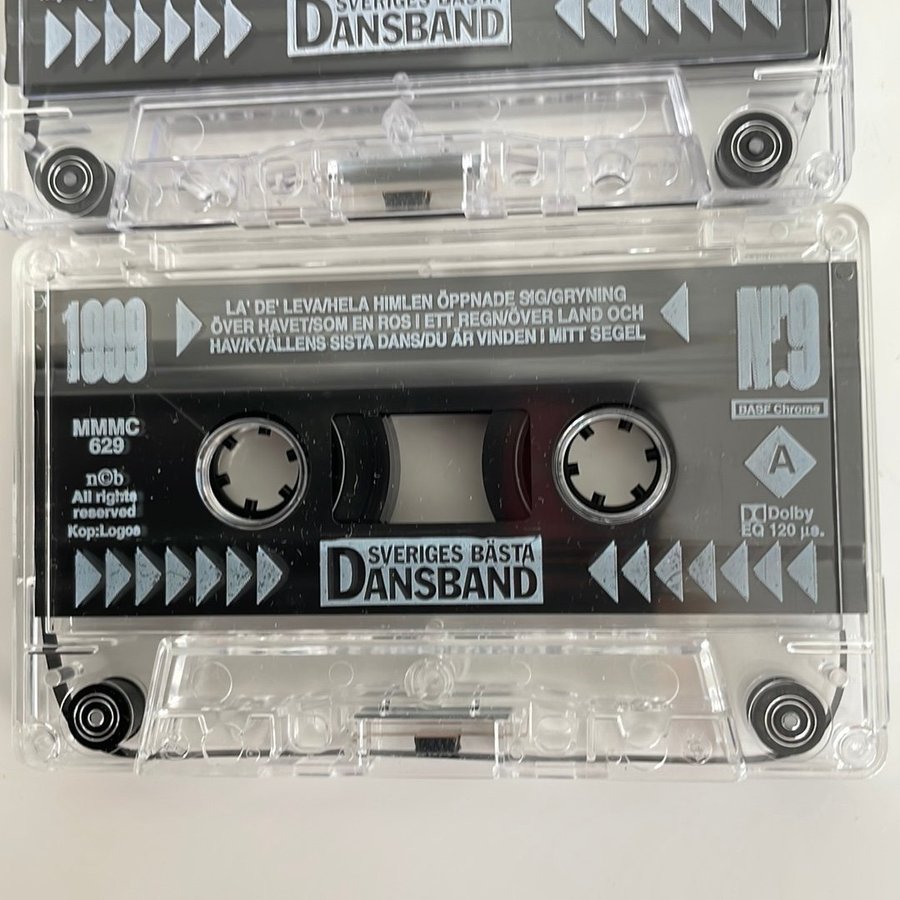 SVERIGES BÄSTA
DANSBAND
1999
LA' DE' LEVA/HELA HIMLEN ÖPPNADE SIG/GRYNING
ÖVER HAVET/SOM EN ROS I ETT REGN/ÖVER LAND OCH
HAV/KVÄLLENS SISTA DANS/DU ÄR VINDEN I MITT SEGEL
Nr.9
MMMC
629
n©b
All rights
reserved
Kop:Logos
BASF Chrome
A
Dolby
EQ 120 µs.
SVERIGES BÄSTA
DANSBAND